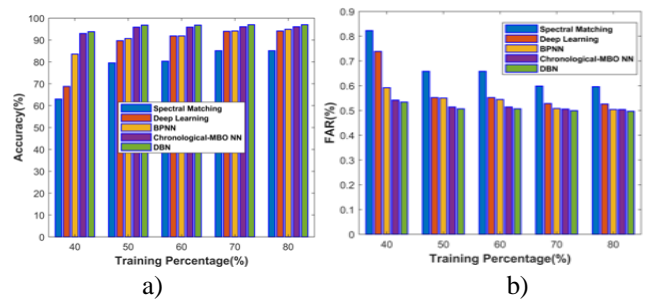 100
90
80
70
60
50
40
30
20
10
0
Accuracy(%)
Spectral Matching
Deep Learning
BPNN
Chronological-MBO NN
DBN
40 50 60 70 80
Training Percentage(%)
a)
0.9
0.8
0.7
0.6
0.5
0.4
0.3
0.2
0.1
0
FAR(%)
Spectral Matching
Deep Learning
BPNN
Chronological-MBO NN
DBN
40 50 60 70 80
Training Percentage(%)
b)